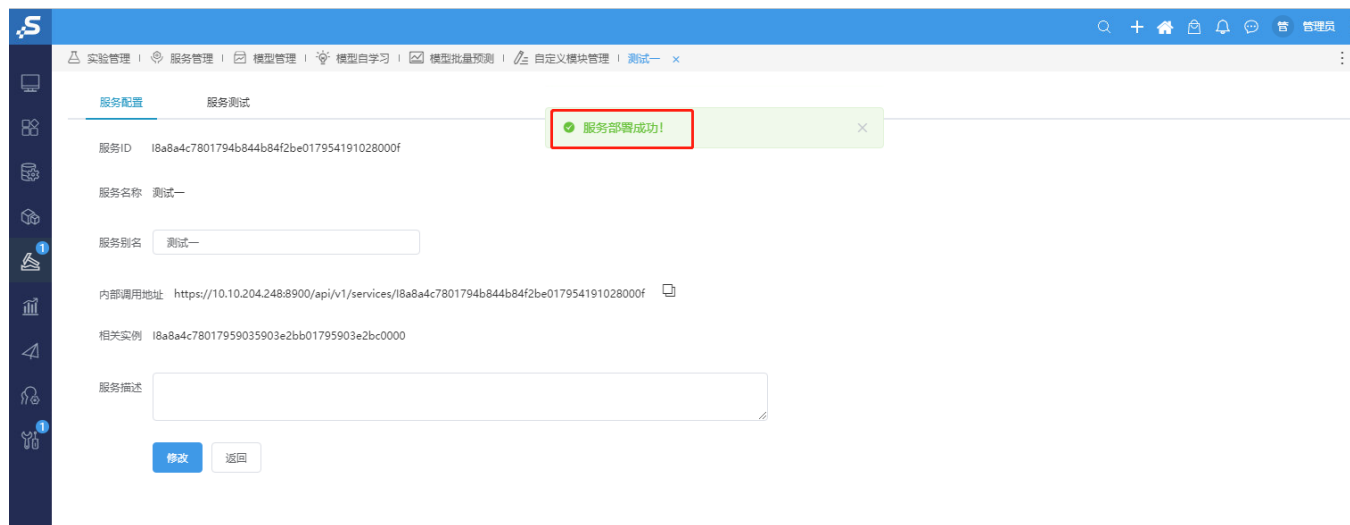 S
管 管理员
实验管理 服务管理 模型管理 模型自学习 模型批量预测 自定义模块管理 测试一 ×
服务配置 服务测试
服务部署成功!
服务ID I8a8a4c7801794b844b84f2be017954191028000f
服务名称 测试一
服务别名 测试一
1
内部调用地址 https://10.10.204.248:8900/api/v1/services/I8a8a4c7801794b844b84f2be017954191028000f
相关实例 I8a8a4c78017959035903e2bb01795903e2bc0000
服务描述
1
修改 返回